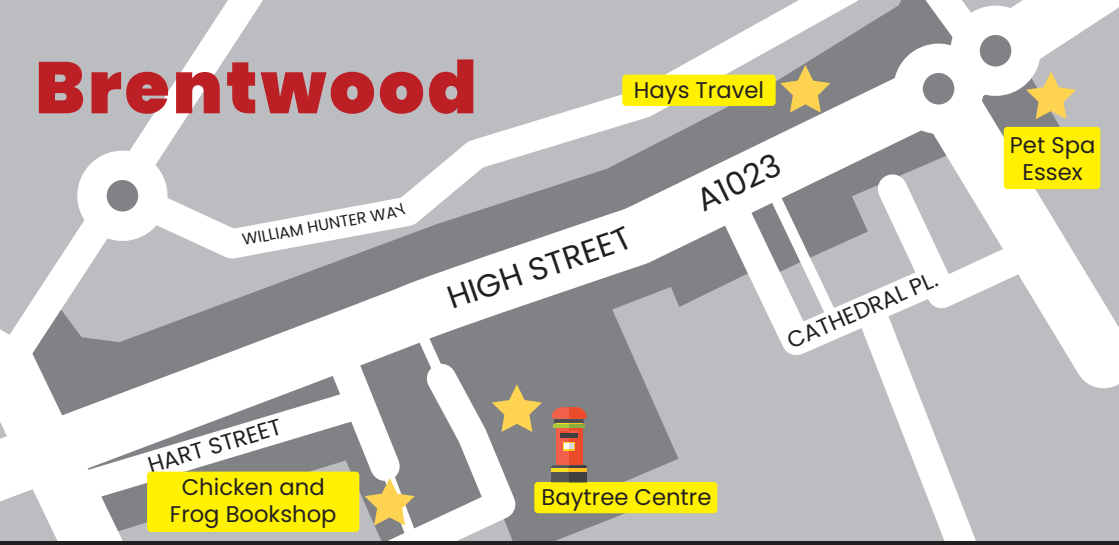 Brentwood
Hays Travel
Pet Spa
Essex
A1023
WILLIAM HUNTER WAY
HIGH STREET
CATHEDRAL PL.
HART STREET
Chicken and
Frog Bookshop
Baytree Centre